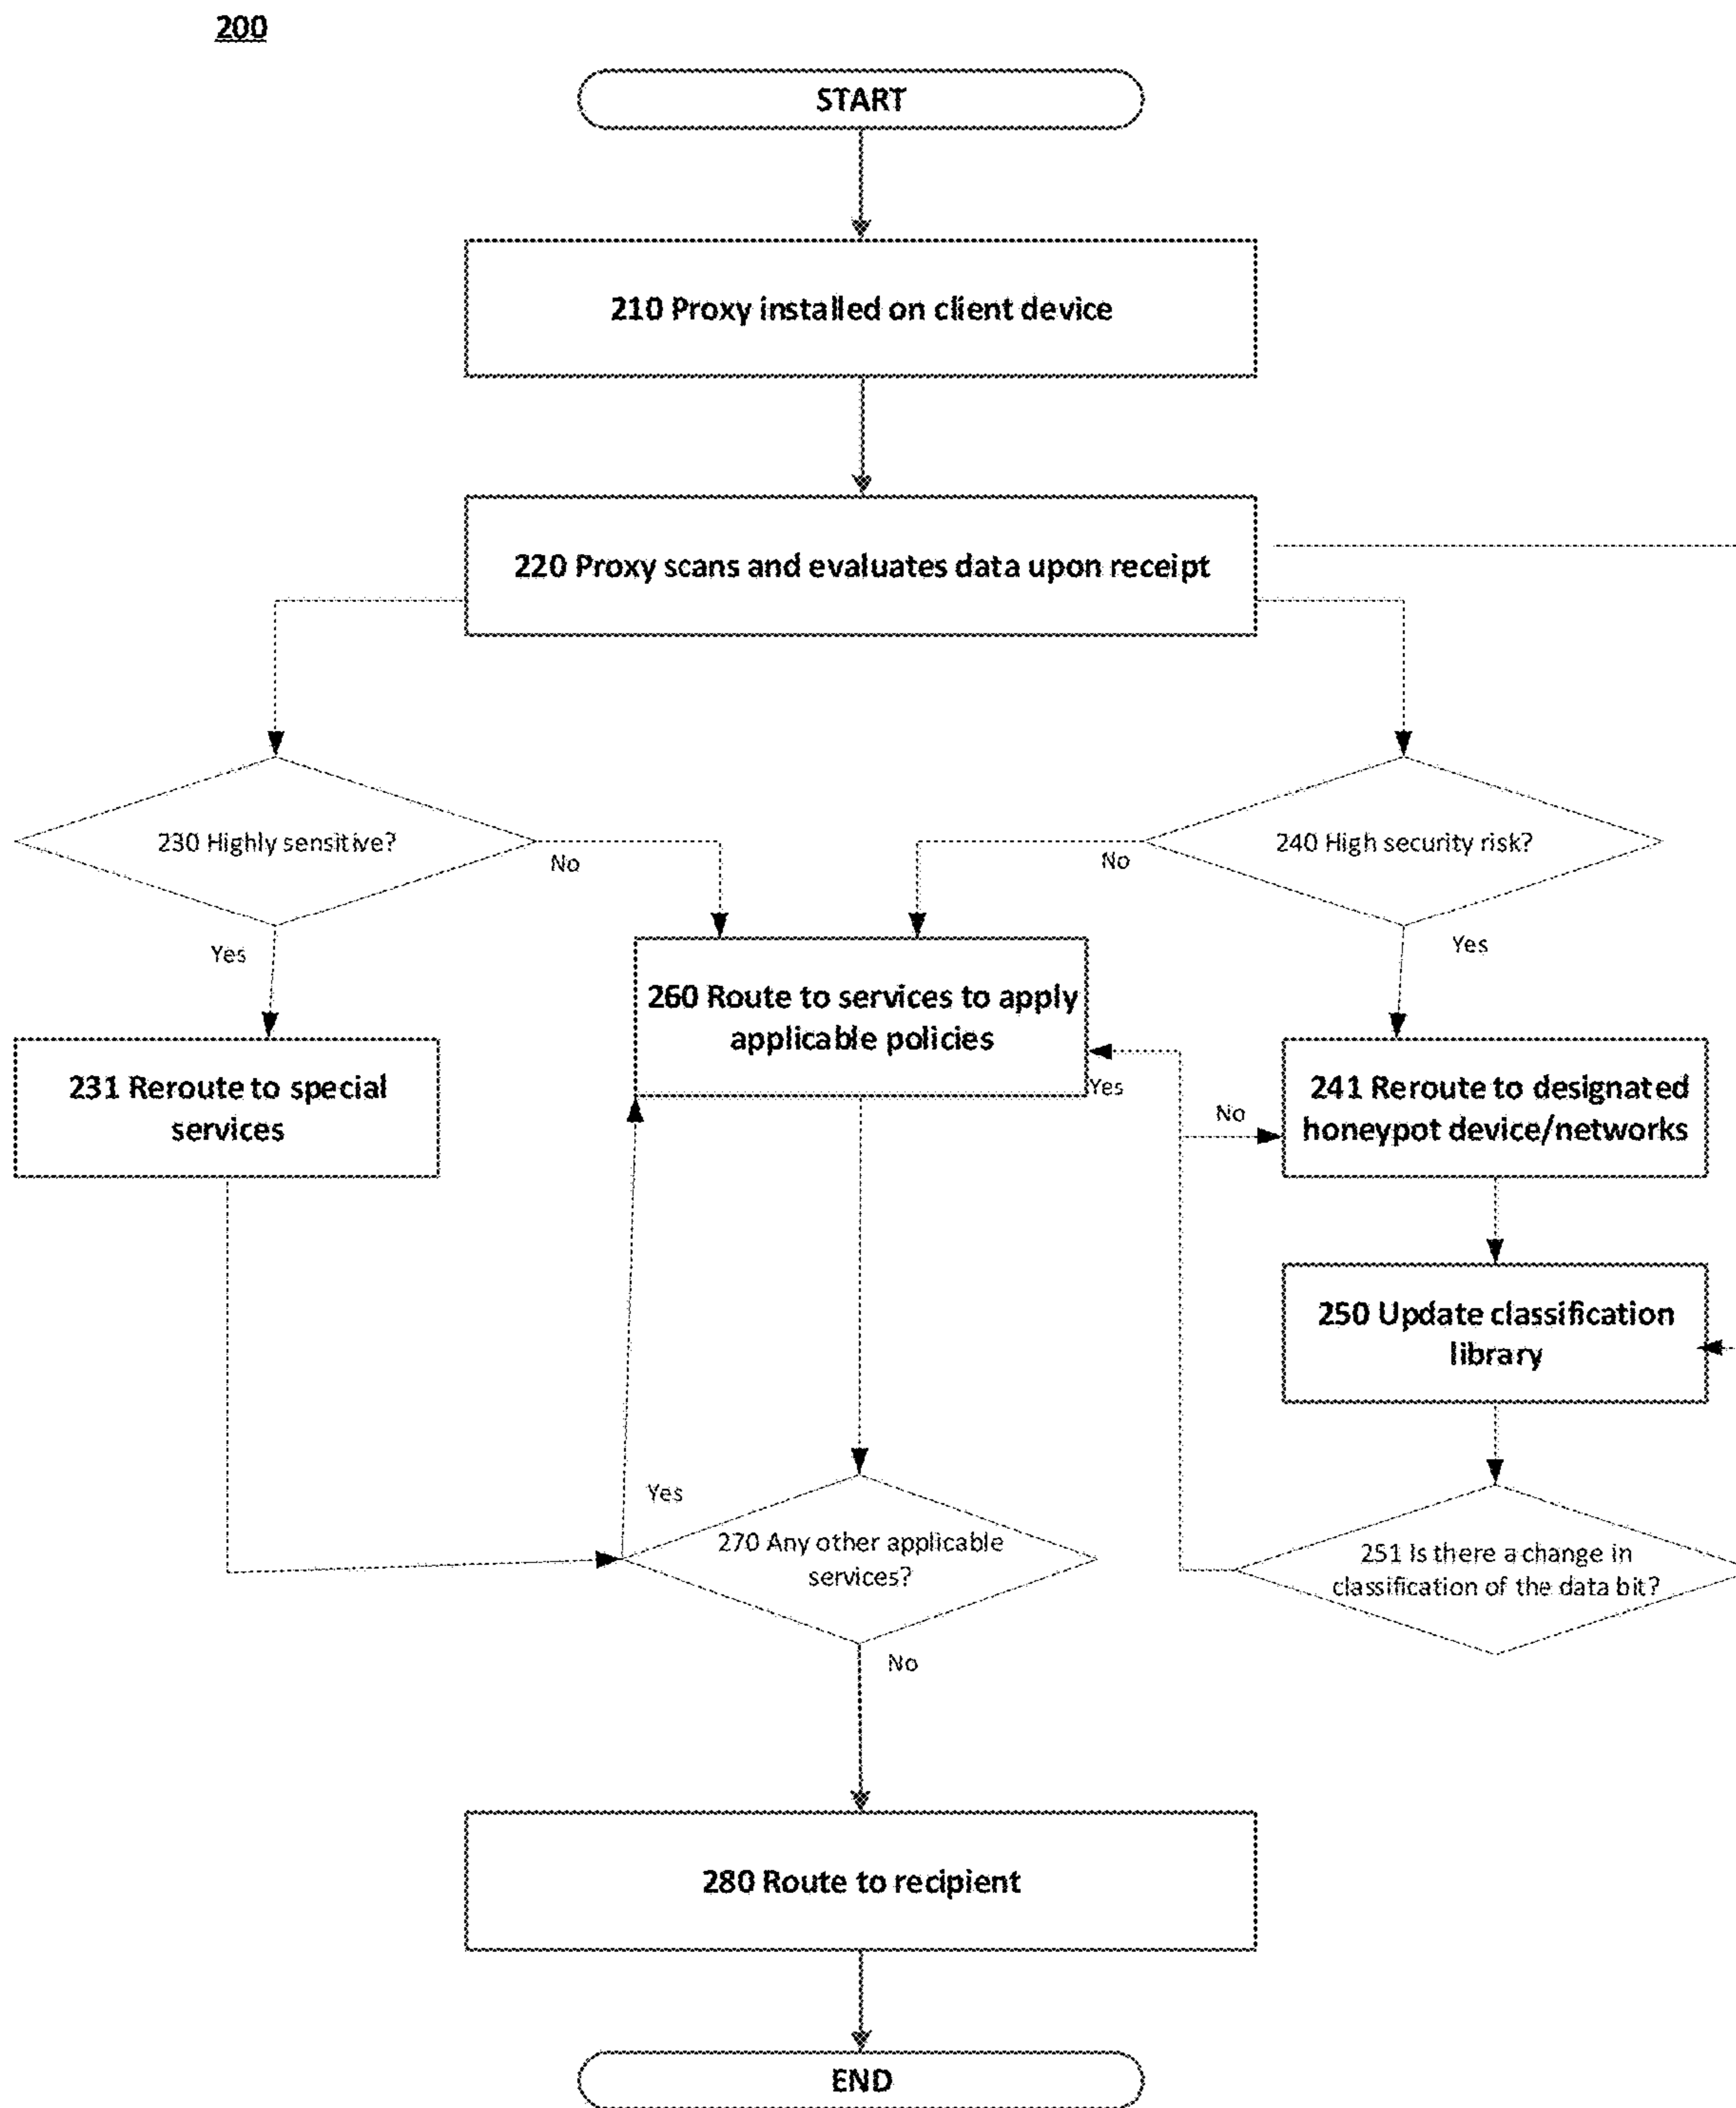 200
START
210 Proxy installed on client device
220 Proxy scans and evaluates data upon receipt
230 Highly sensitive?
No
Yes
240 High security risk?
No
Yes
231 Reroute to special
services
260 Route to services to apply
applicable policies
Yes
No
241 Reroute to designated
honeypot device/networks
250 Update classification
library
251 Is there a change in
classification of the data bit?
Yes
270 Any other applicable
services?
No
280 Route to recipient
END